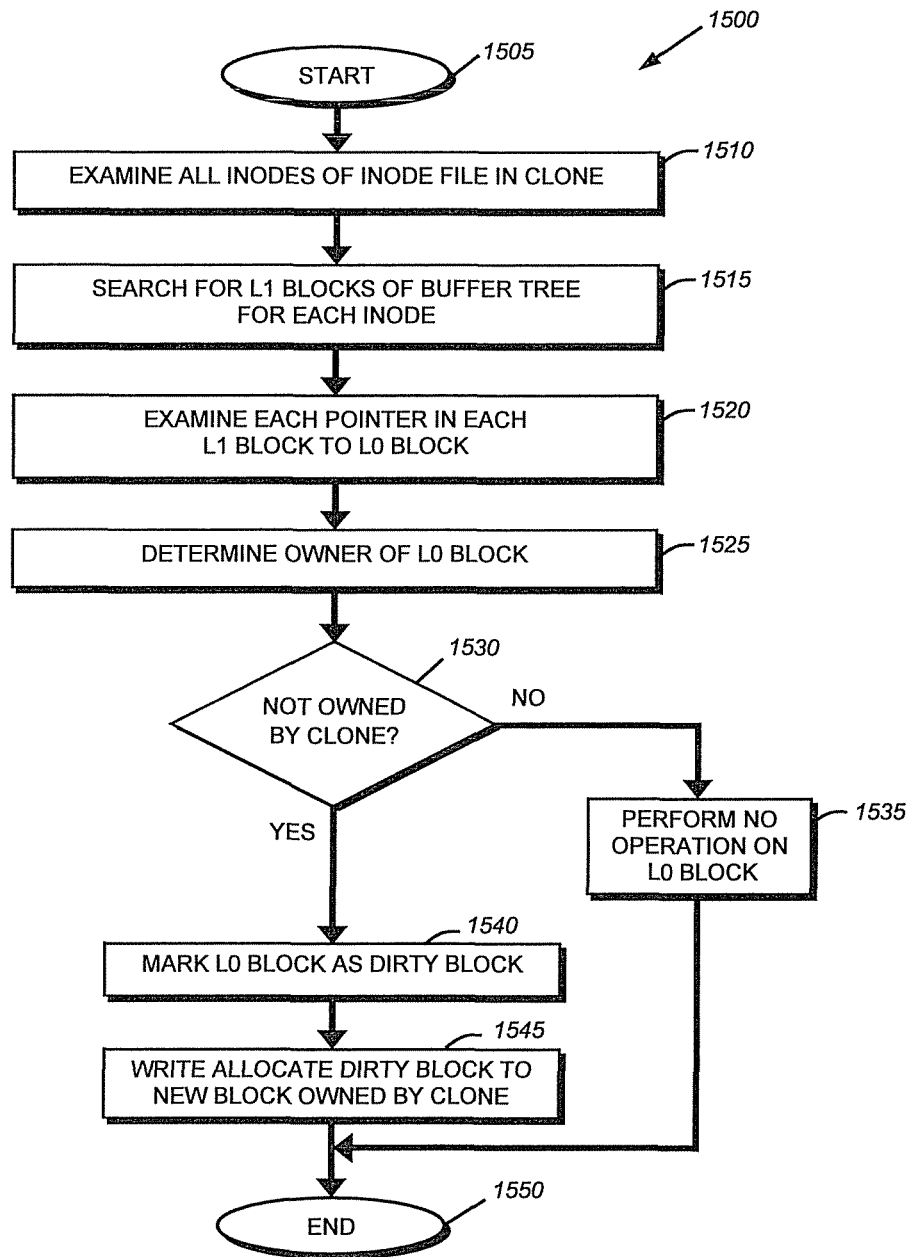 1500
START
1505
EXAMINE ALL INODES OF INODE FILE IN CLONE
1510
SEARCH FOR L1 BLOCKS OF BUFFER TREE
FOR EACH INODE
1515
EXAMINE EACH POINTER IN EACH
L1 BLOCK TO L0 BLOCK
1520
DETERMINE OWNER OF L0 BLOCK
1525
NOT OWNED
BY CLONE?
1530
NO
YES
PERFORM NO
OPERATION ON
L0 BLOCK
1535
MARK L0 BLOCK AS DIRTY BLOCK
1540
WRITE ALLOCATE DIRTY BLOCK TO
NEW BLOCK OWNED BY CLONE
1545
END
1550